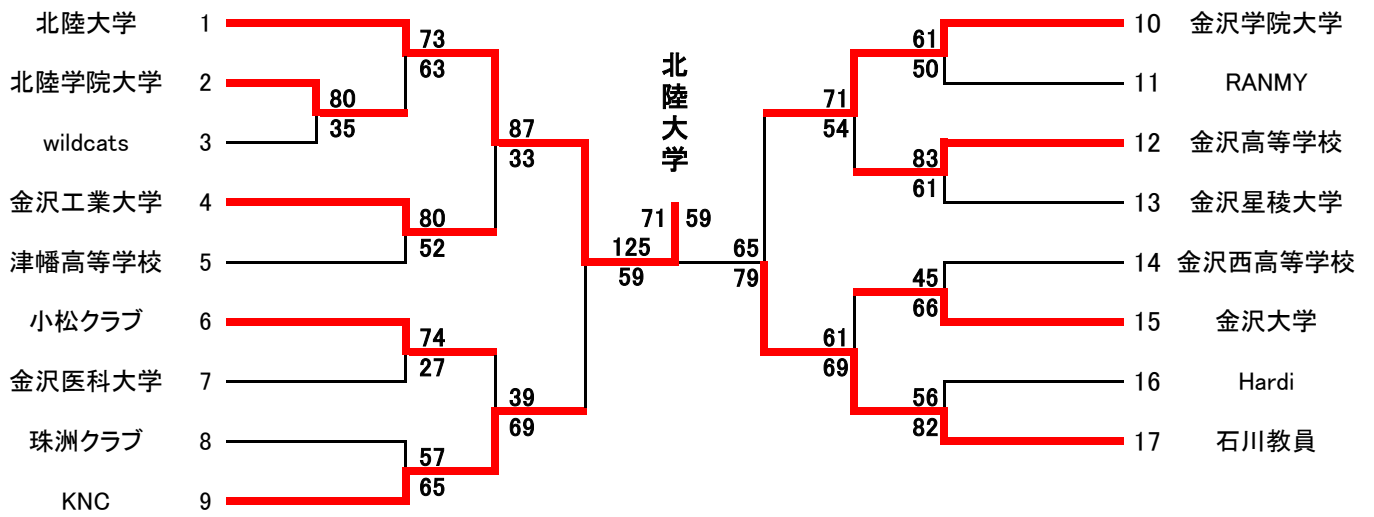 北陸大学 1
北陸学院大学 2
wildcats 3
金沢工業大学 4
津幡高等学校 5
小松クラブ 6
金沢医科大学 7
珠洲クラブ 8
KNC 9
73
63
80
35
80
52
74
27
57
65
87
33
39
69
125
59
北陸大学
71 59
65
79
71
54
61
69
61
50
83
61
45
66
56
82
10 金沢学院大学
11 RANMY
12 金沢高等学校
13 金沢星稜大学
14 金沢西高等学校
15 金沢大学
16 Hardi
17 石川教員